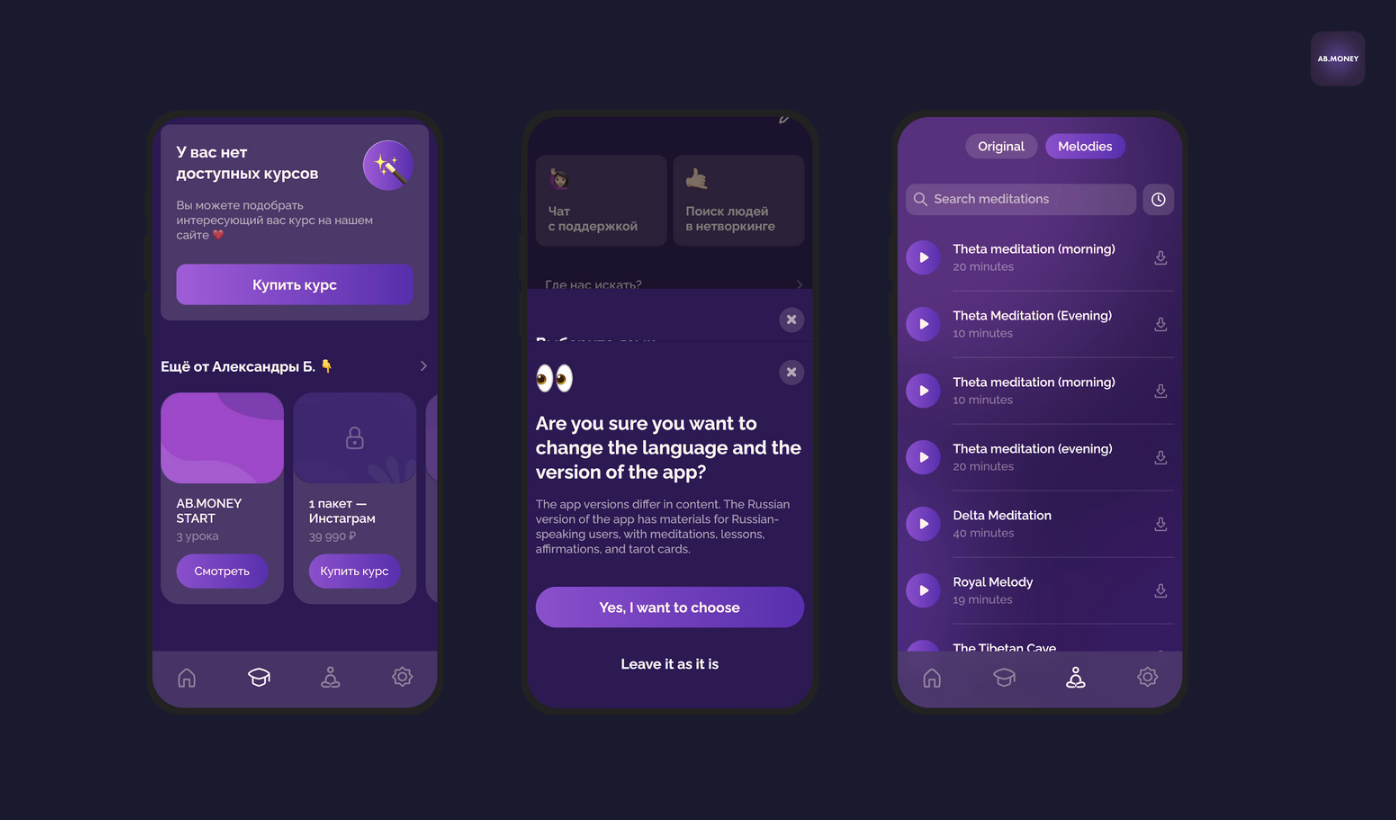 AB.MONEY
У вас нет
доступных курсов
Вы можете подобрать
интересующий вас курс на нашем
сайте ❤️
Купить курс
Ещё от Александры Б. 👇
AB.MONEY
START
3 урока
Смотреть
1 пакет —
Инстаграм
39 990 ₽
Купить курс
Чат
с поддержкой
Поиск людей
в нетворкинге
Где нас искать?
Are you sure you want to
change the language and the
version of the app?
The app versions differ in content. The Russian
version of the app has materials for Russian-
speaking users, with meditations, lessons,
affirmations, and tarot cards.
Yes, I want to choose
Leave it as it is
Original
Melodies
Search meditations
Theta meditation (morning)
20 minutes
Theta Meditation (Evening)
10 minutes
Theta meditation (morning)
10 minutes
Theta meditation (evening)
20 minutes
Delta Meditation
40 minutes
Royal Melody
19 minutes
The Tibetan Cave